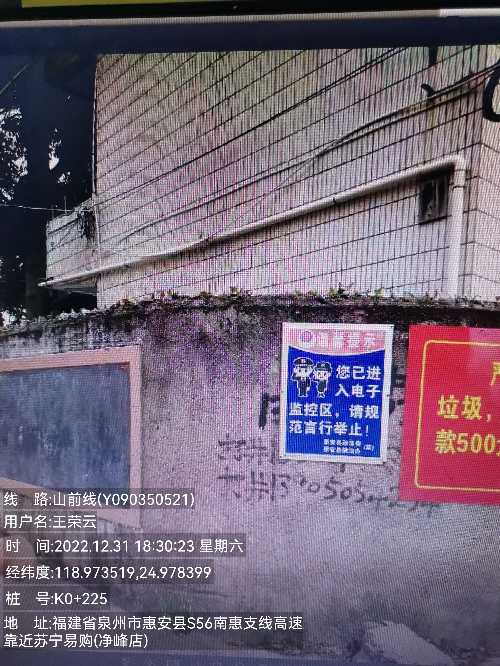 温馨提示
您已进
入电子
监控区，请规
范言行举止！
垃圾，
款500
线 路:山前线(Y090350521)
用户名:王荣云
时 间:2022.12.31 18:30:23 星期六
经纬度:118.973519,24.978399
桩 号:K0+225
地 址:福建省泉州市惠安县S56南惠支线高速
靠近苏宁易购(净峰店)